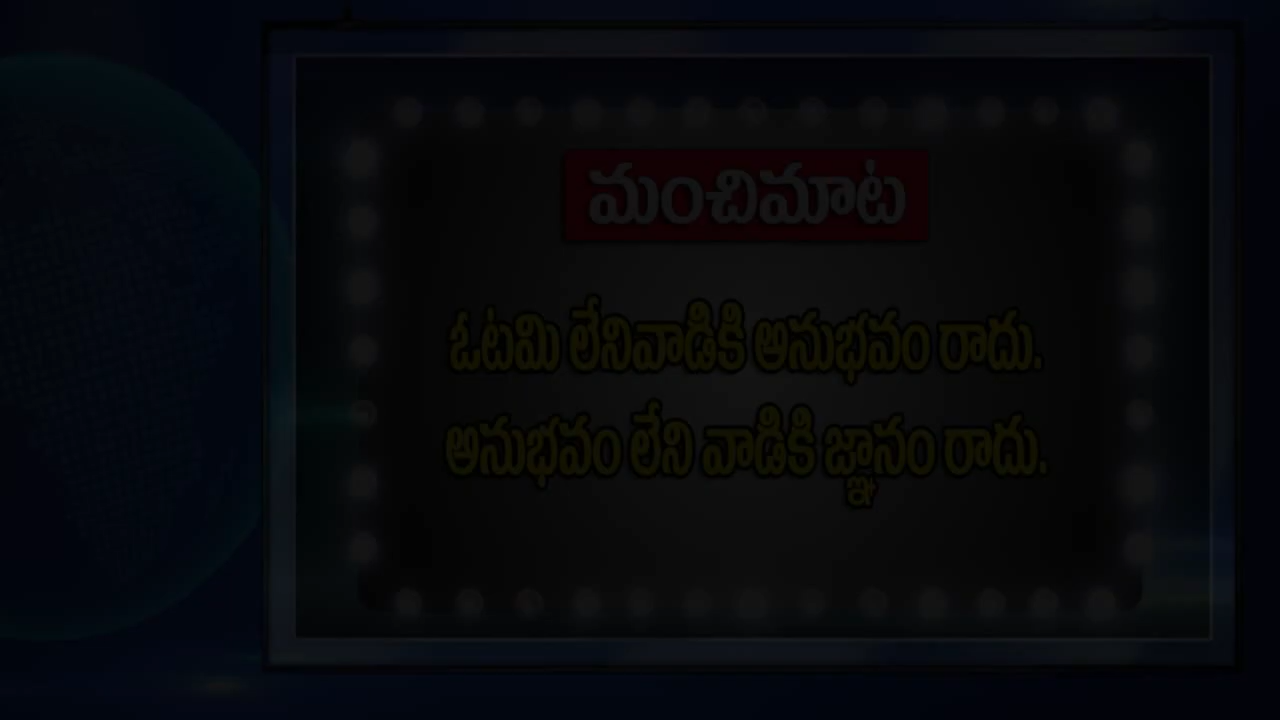 మంచిమాట
ఓటమి లేనివాడికి అనుభవం రాదు.
అనుభవం లేని వాడికి జ్ఞానం రాదు.